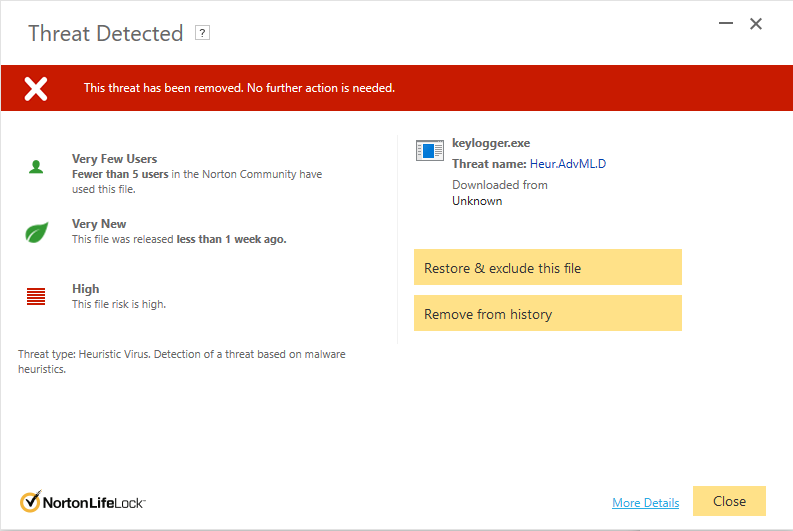 Threat Detected ?
This threat has been removed. No further action is needed.
Very Few Users
Fewer than 5 users in the Norton Community have
used this file.
Very New
This file was released less than 1 week ago.
High
This file risk is high.
Threat type: Heuristic Virus. Detection of a threat based on malware
heuristics.
keylogger.exe
Threat name: Heur.AdvML.D
Downloaded from
Unknown
Restore & exclude this file
Remove from history
NortonLifeLock
More Details
Close